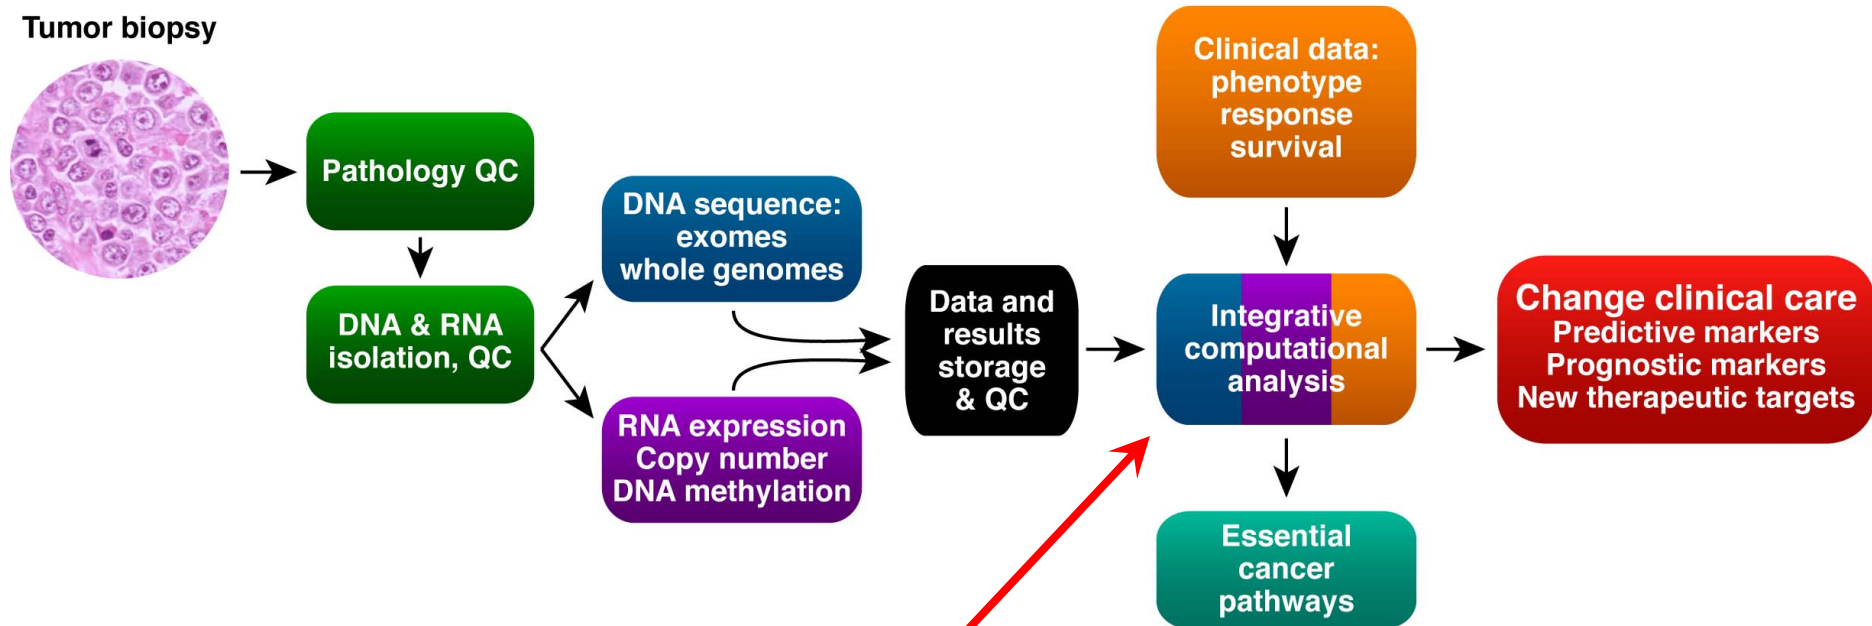 Tumor biopsy
Pathology QC
DNA & RNA
isolation, QC
DNA sequence:
exomes
whole genomes
RNA expression
Copy number
DNA methylation
Data and
results
storage
& QC
Clinical data:
phenotype
response
survival
Integrative
computational
analysis
Essential
cancer
pathways
Change clinical care
Predictive markers
Prognostic markers
New therapeutic targets